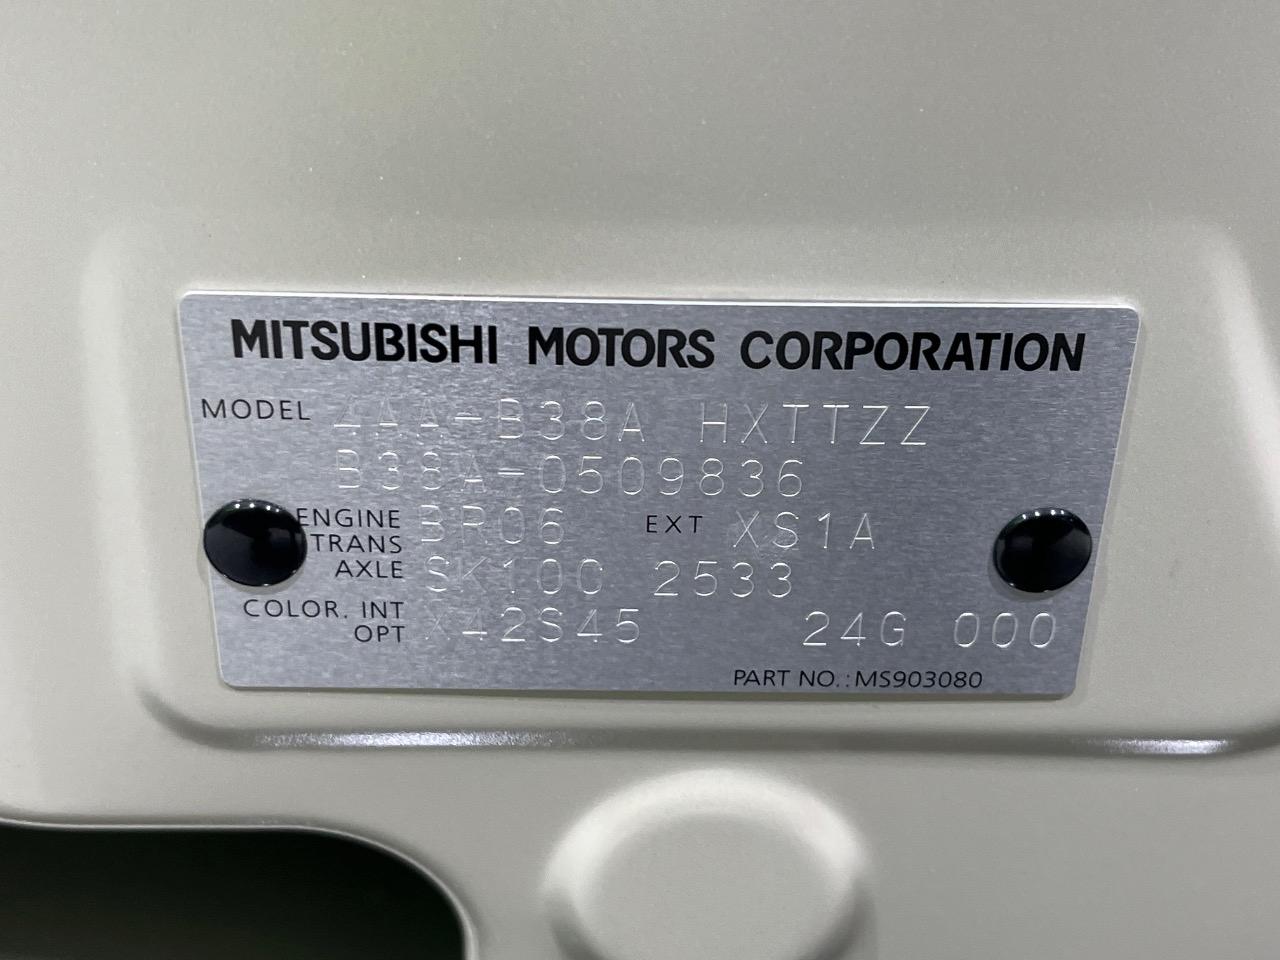 MITSUBISHI MOTORS CORPORATION
MODEL 4AA-B38A HXTTZZ
B38A-0509836
ENGINE BR06 EXT XS1A
TRANS
AXLE SK10C 2533
COLOR. INT
OPT X42S45 24G 000
PART NO.:MS903080